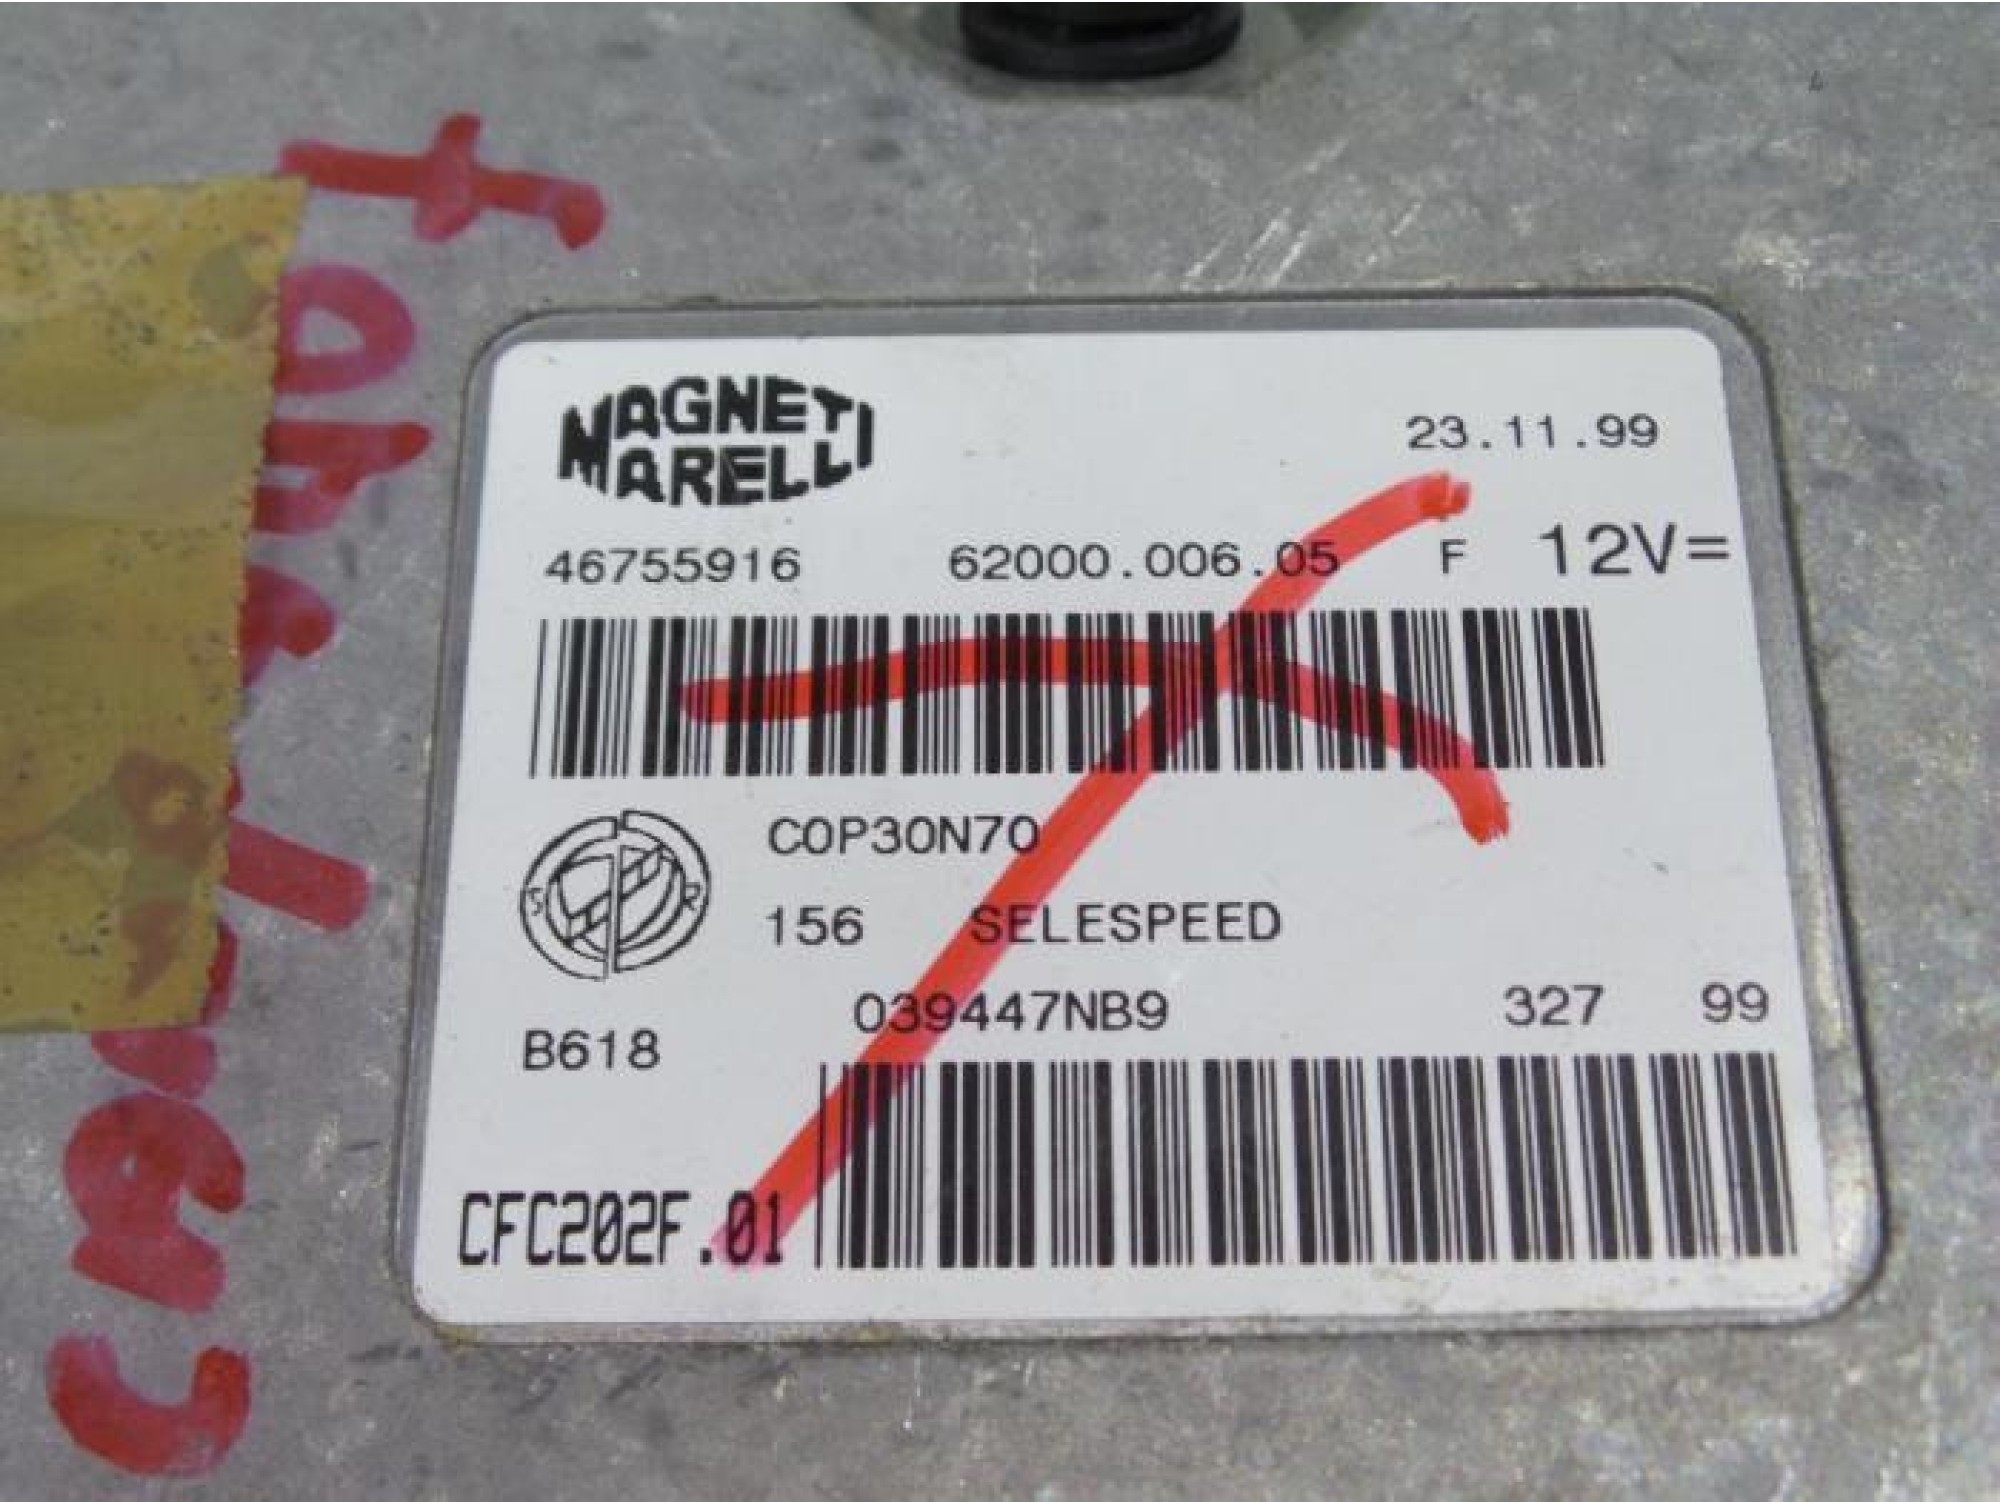 MAGNETI
MARELLI
23.11.99
46755916 62000.006.05 F 12V=
COP30N70
S R
156 SELESPEED
039447NB9 327 99
B618
CFC202F.01